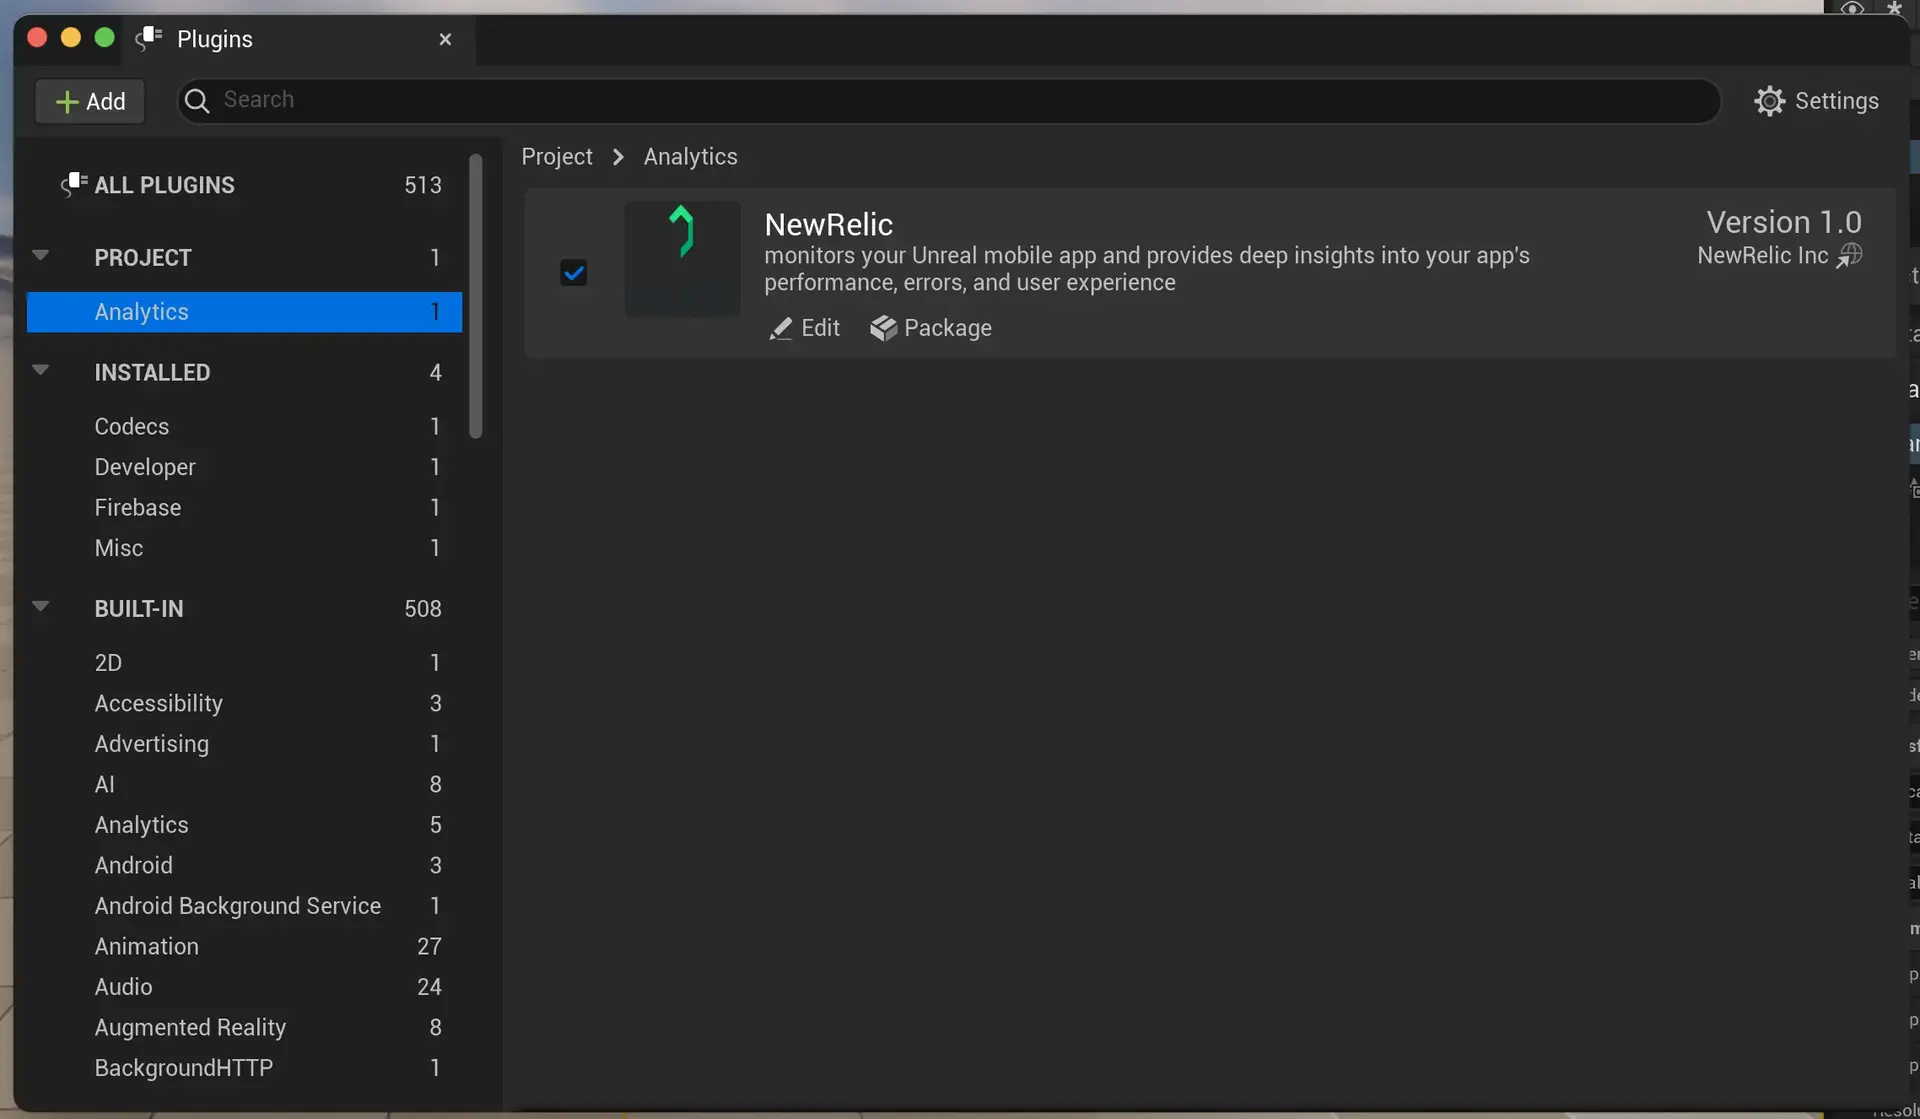 Plugins
Add
Search
Settings
ALL PLUGINS 513
PROJECT 1
Analytics 1
INSTALLED 4
Codecs 1
Developer 1
Firebase 1
Misc 1
BUILT-IN 508
2D 1
Accessibility 3
Advertising 1
AI 8
Analytics 5
Android 3
Android Background Service 1
Animation 27
Audio 24
Augmented Reality 8
BackgroundHTTP 1
Project > Analytics
NewRelic
monitors your Unreal mobile app and provides deep insights into your app's
performance, errors, and user experience
Edit Package
Version 1.0
NewRelic Inc